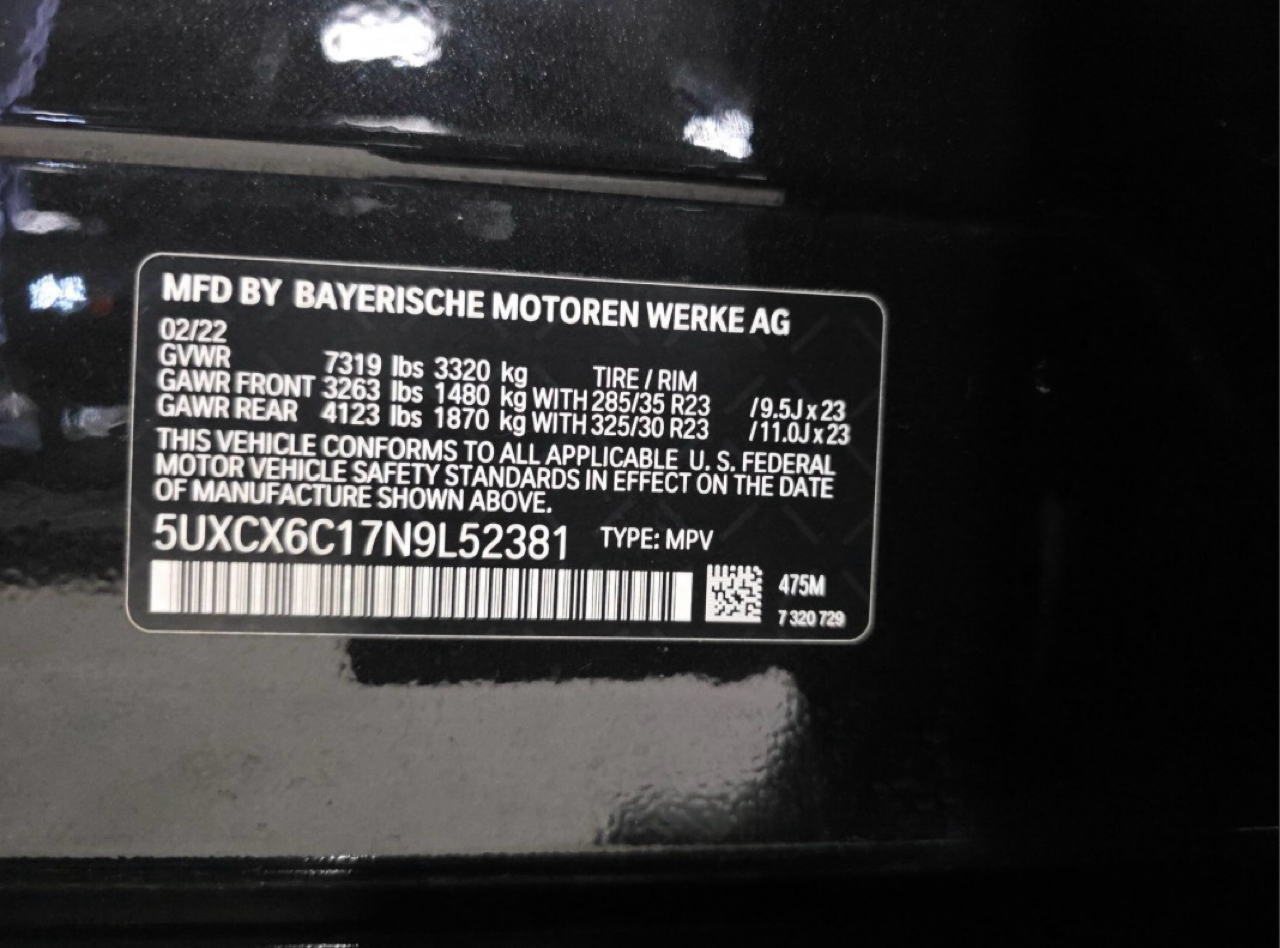 MFD BY BAYERISCHE MOTOREN WERKE AG
02/22
GVWR 7319 lbs 3320 kg TIRE / RIM
GAWR FRONT 3263 lbs 1480 kg WITH 285/35 R23 /9.5J x 23
GAWR REAR 4123 lbs 1870 kg WITH 325/30 R23 /11.0J x 23
THIS VEHICLE CONFORMS TO ALL APPLICABLE U. S. FEDERAL
MOTOR VEHICLE SAFETY STANDARDS IN EFFECT ON THE DATE
OF MANUFACTURE SHOWN ABOVE.
5UXCX6C17N9L52381 TYPE: MPV
475M
7 320 729